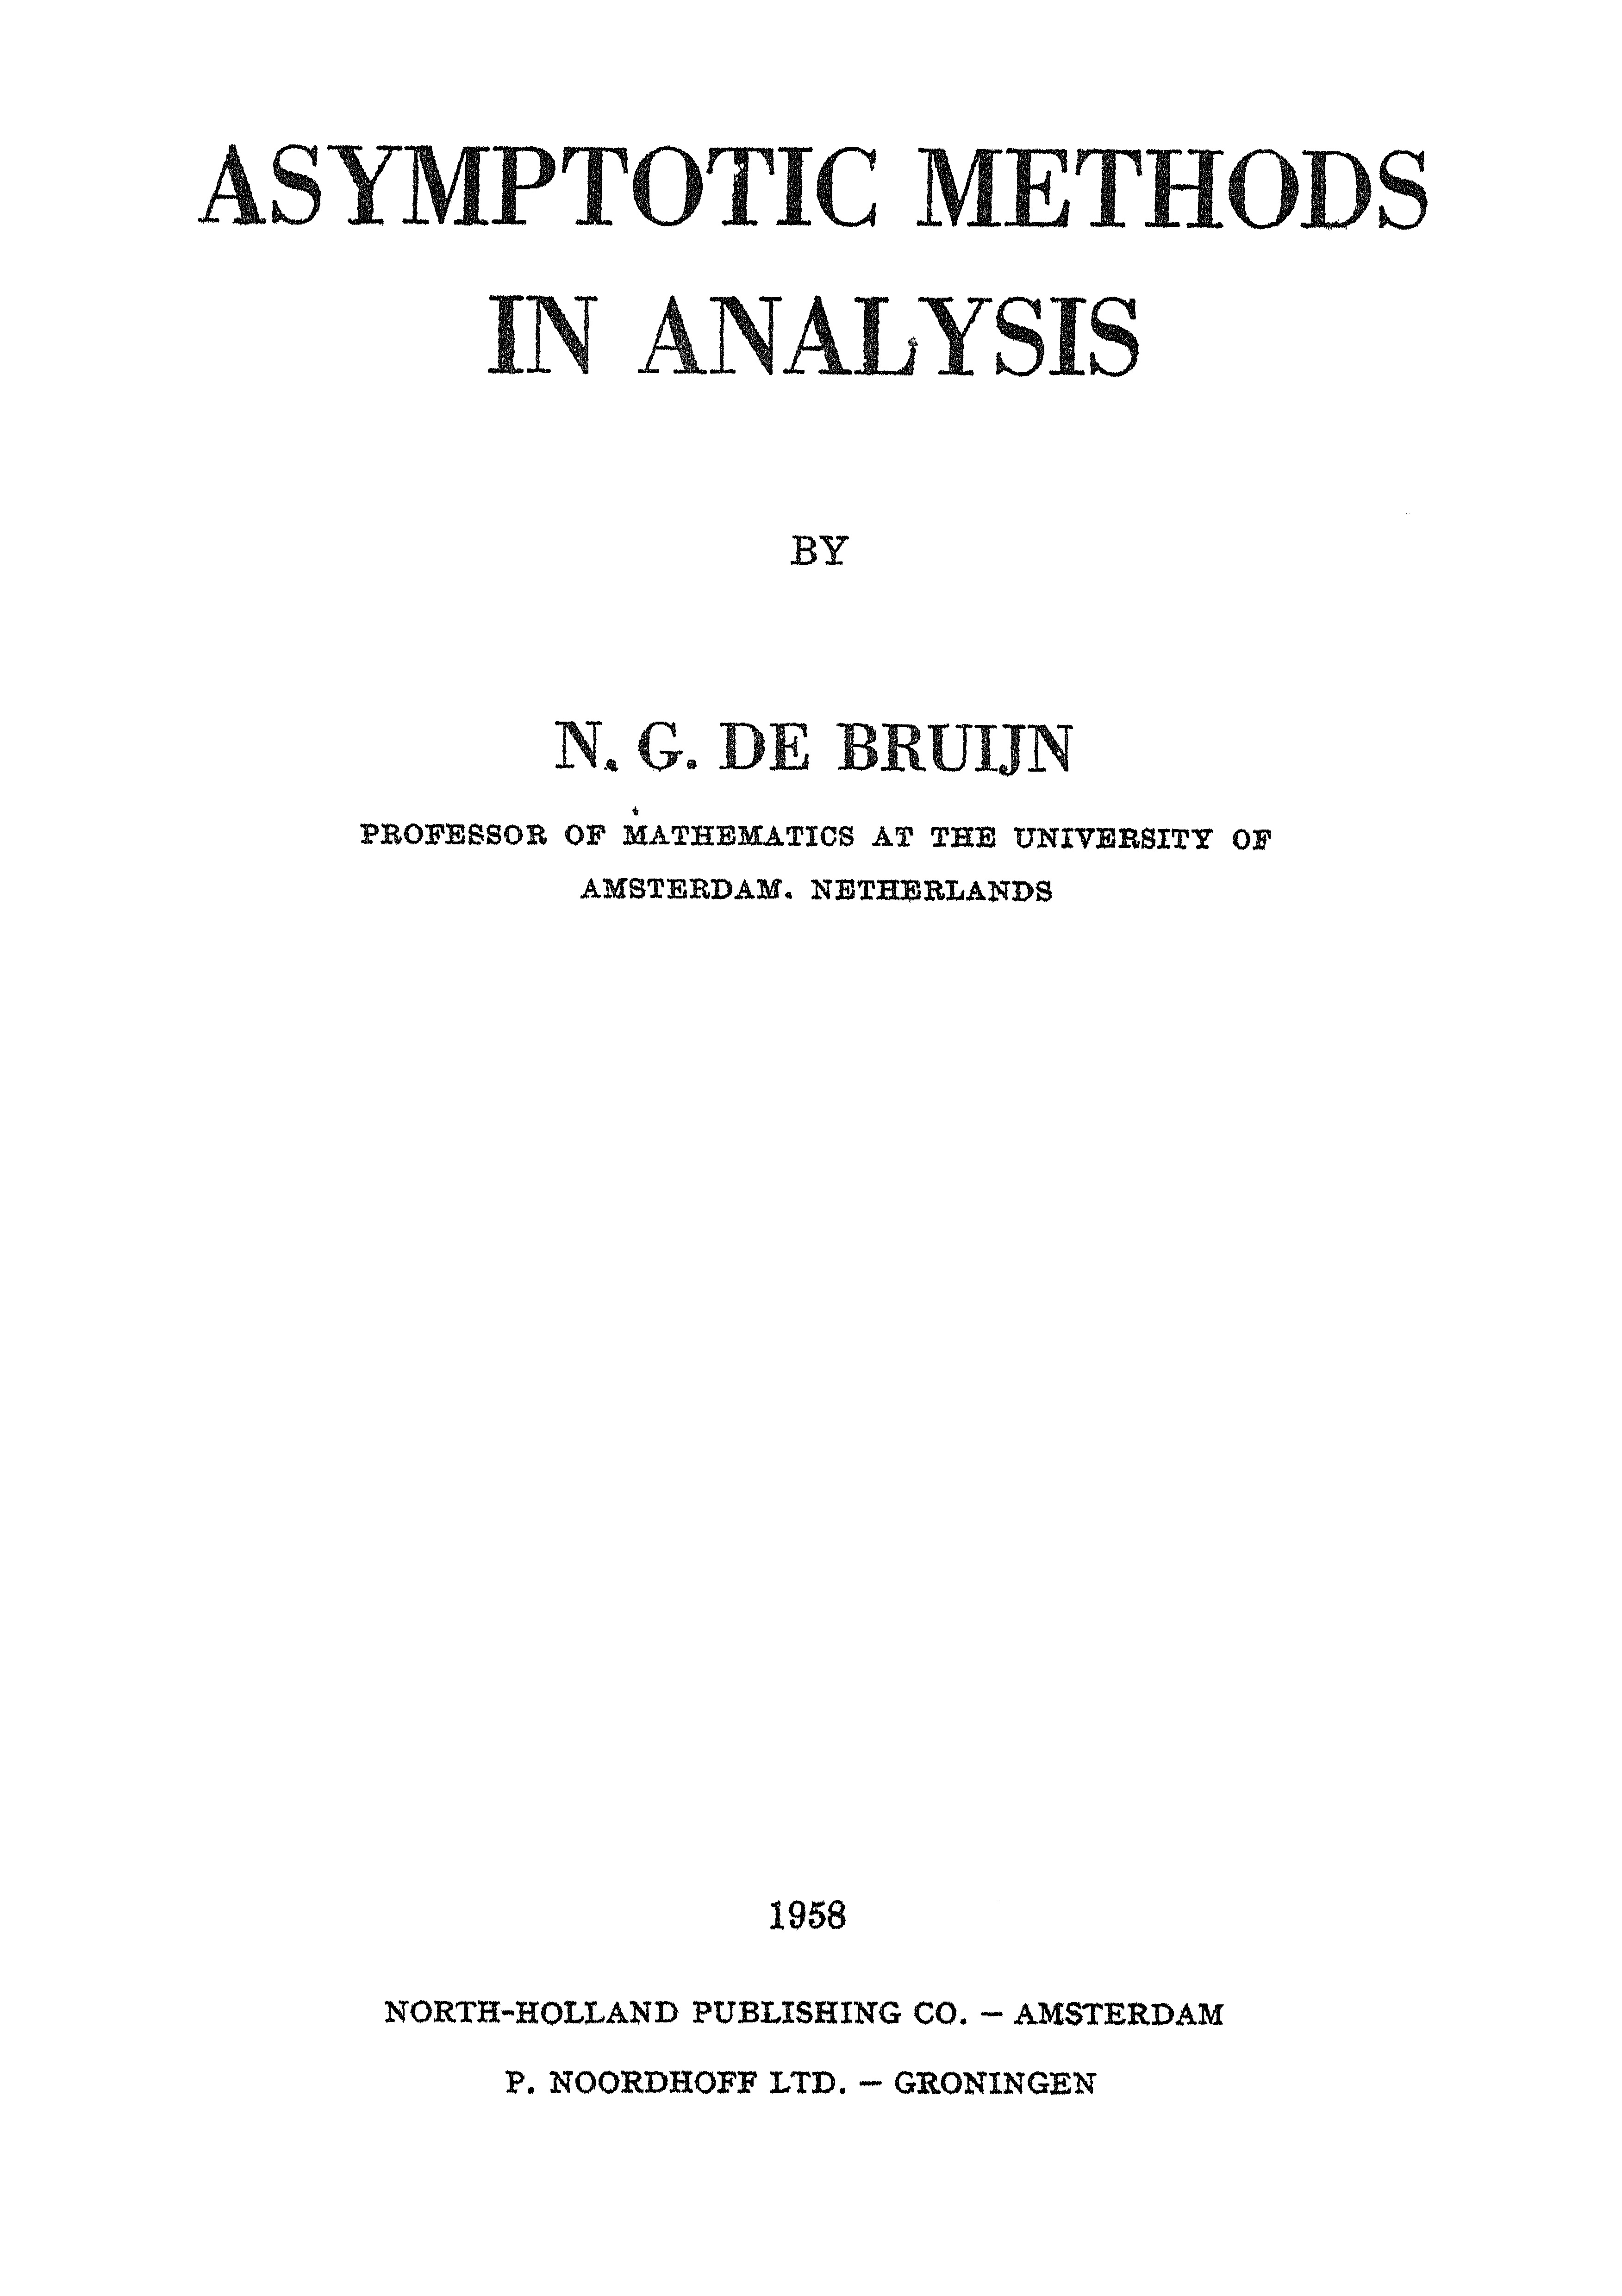 ASYMPTOTIC METHODS
IN ANALYSIS
BY
N. G. DE BRUIJN
PROFESSOR OF MATHEMATICS AT THE UNIVERSITY OF
AMSTERDAM. NETHERLANDS
1958
NORTH-HOLLAND PUBLISHING CO. — AMSTERDAM
P. NOORDHOFF LTD. — GRONINGEN